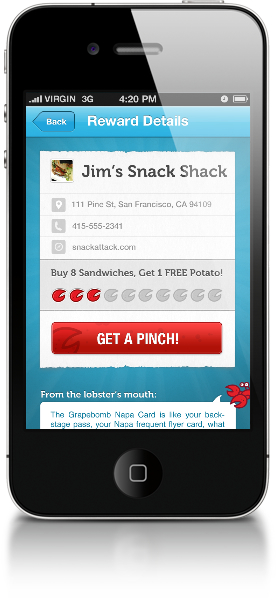 VIRGIN 3G 4:20 PM
Back Reward Details
Jim's Snack Shack
111 Pine St, San Francisco, CA 94109
415-555-2341
snackattack.com
Buy 8 Sandwiches, Get 1 FREE Potato!
GET A PINCH!
From the lobster's mouth:
The Grapebomb Napa Card is like your back-
stage pass, your Napa frequent flyer card, what